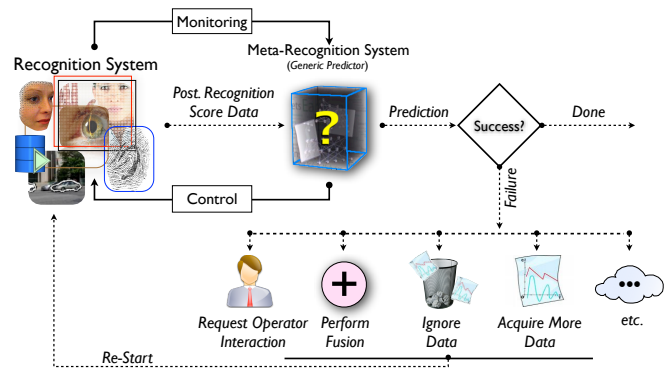 Monitoring
Meta-Recognition System
(Generic Predictor)
Recognition System
Post. Recognition
Score Data
?
Prediction
Success?
Done
Control
Failure
Request Operator
Interaction
Perform
Fusion
Ignore
Data
Acquire More
Data
etc.
Re-Start